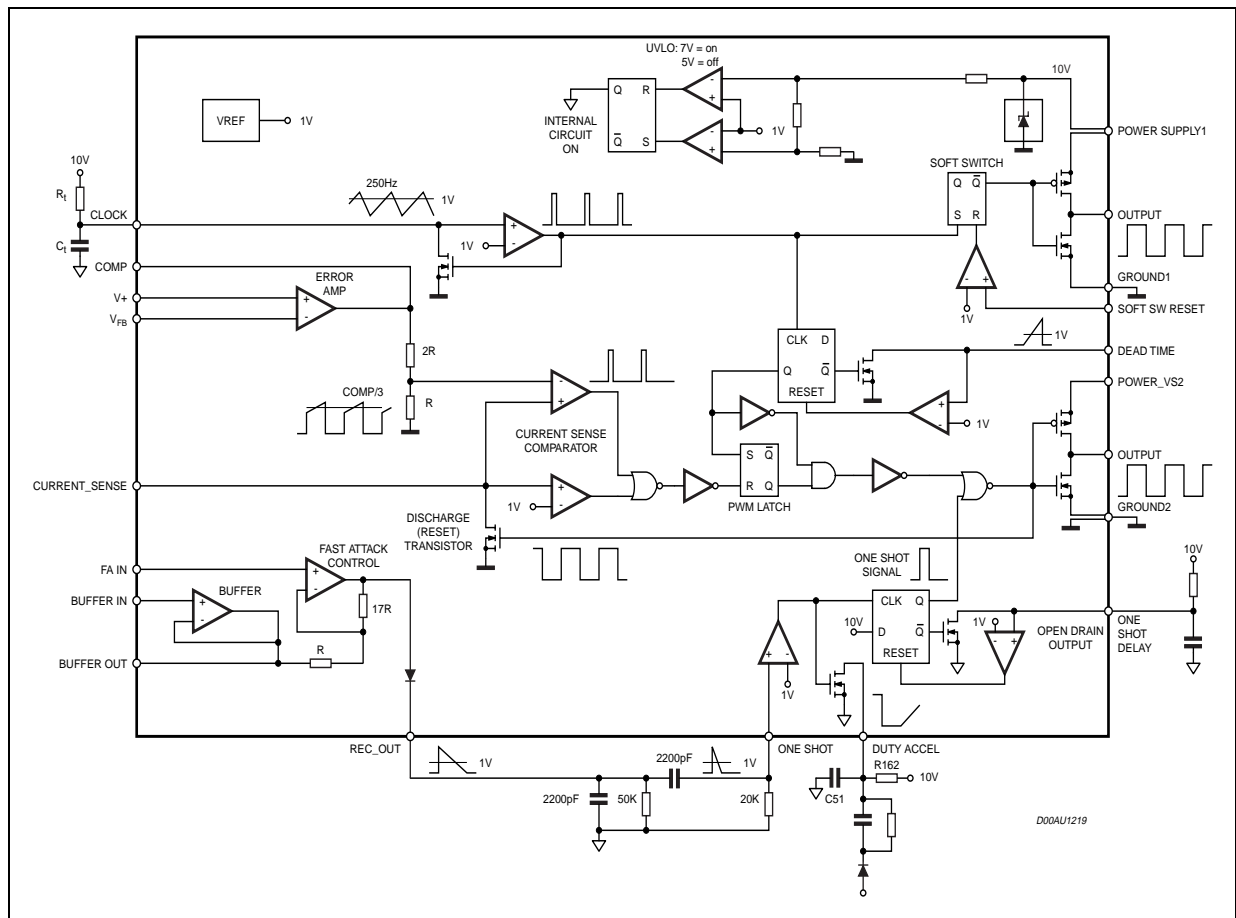 UVLO: 7V = on
5V = off
10V
VREF
1V
Q R
INTERNAL
CIRCUIT
ON
Q̅ S
1V
POWER SUPPLY1
10V
Rt
250Hz
1V
SOFT SWITCH
Q Q̅
S R
CLOCK
Ct
1V
OUTPUT
COMP
ERROR
AMP
V+
VFB
GROUND1
1V
SOFT SW RESET
2R
CLK D
Q Q̅
RESET
1V
DEAD TIME
COMP/3
R
POWER_VS2
1V
CURRENT SENSE
COMPARATOR
S Q̅
R Q
PWM LATCH
OUTPUT
CURRENT_SENSE
1V
DISCHARGE
(RESET)
TRANSISTOR
GROUND2
FAST ATTACK
CONTROL
ONE SHOT
SIGNAL
10V
FA IN
BUFFER
BUFFER IN
17R
CLK Q
10V
D Q̅
RESET
1V
OPEN DRAIN
OUTPUT
ONE
SHOT
DELAY
BUFFER OUT
R
1V
REC_OUT
1V
2200pF
1V
ONE SHOT
DUTY ACCEL
R162
10V
2200pF
50K
20K
C51
D00AU1219